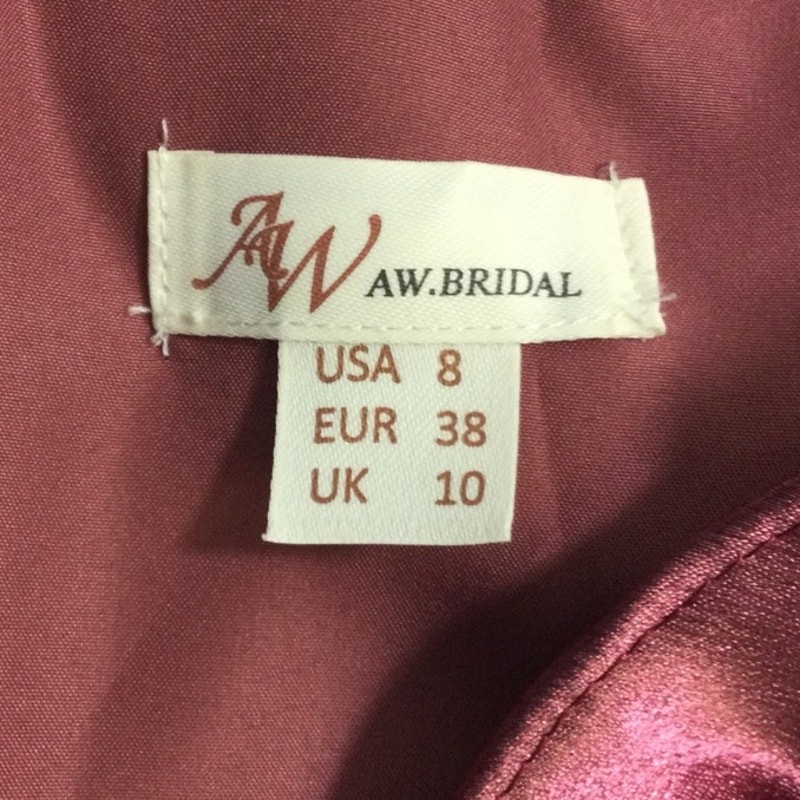 AW AW.BRIDAL
USA 8
EUR 38
UK 10